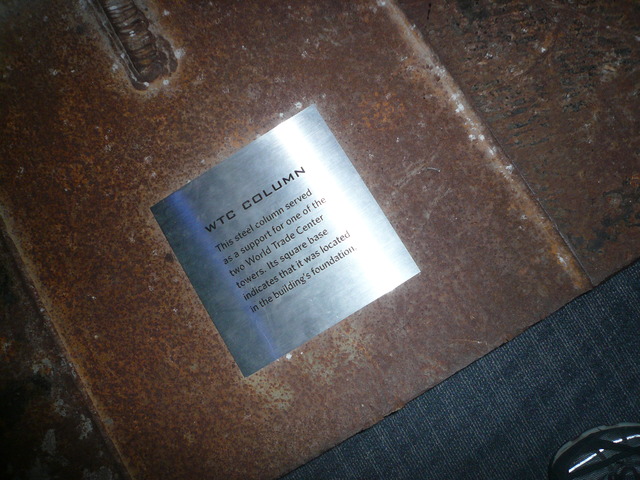 WTC COLUMN
This steel column served
as a support for one of the
two World Trade Center
towers. Its square base
indicates that it was located
in the building's foundation.